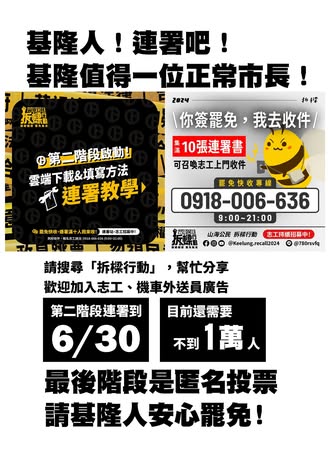 基隆人！連署吧！
基隆值得一位正常市長！
拆樑行動
第二階段啟動！
雲端下載&填寫方法
連署教學
2024
拆樑
你簽罷免，我去收件
集滿10張連署書
可召喚志工上門收件
罷免快收專線
0918-006-636
9:00~21:00
山海公民 拆樑行動
志工持續招募中！
@Keelung.recall2024
@780rsvfq
請搜尋「拆樑行動」，幫忙分享
歡迎加入志工、機車外送員廣告
第二階段連署到
6/30
目前還需要
不到1萬人
最後階段是匿名投票
請基隆人安心罷免！